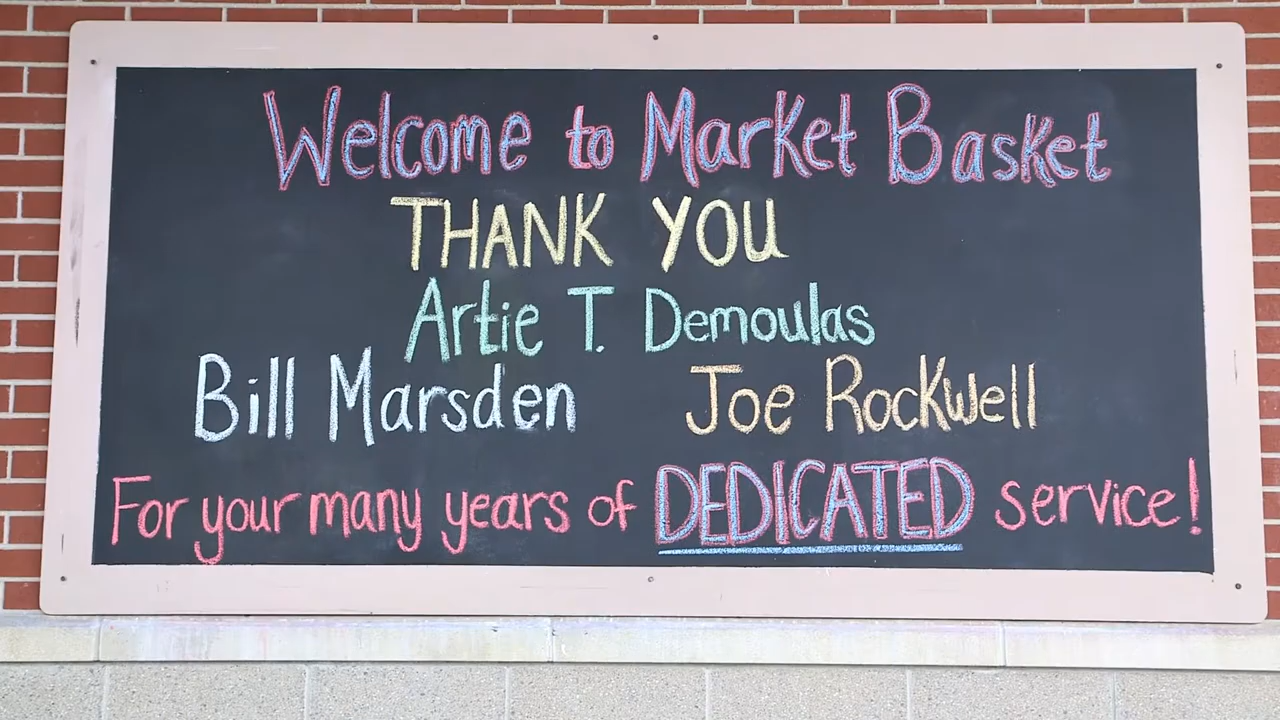 Welcome to Market Basket
THANK YOU
Artie T. Demoulas
Bill Marsden Joe Rockwell
For your many years of DEDICATED service!